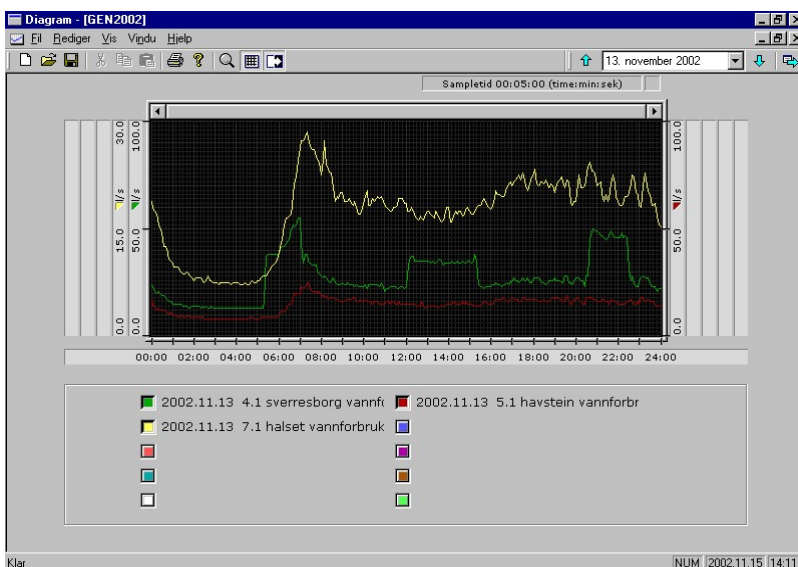 Diagram - [GEN2002]
Fil Rediger Vis Vindu Hjelp
13. november 2002
Sampletid 00:05:00 (time:min:sek)
30.0 100.0 100.0
l/s l/s l/s
15.0 50.0 50.0
0.0 0.0 0.0
00:00 02:00 04:00 06:00 08:00 10:00 12:00 14:00 16:00 18:00 20:00 22:00 24:00
2002.11.13 4.1 sverresborg vannf
2002.11.13 5.1 havstein vannforbr
2002.11.13 7.1 halset vannforbruk
Klar
NUM 2002.11.15 14:11